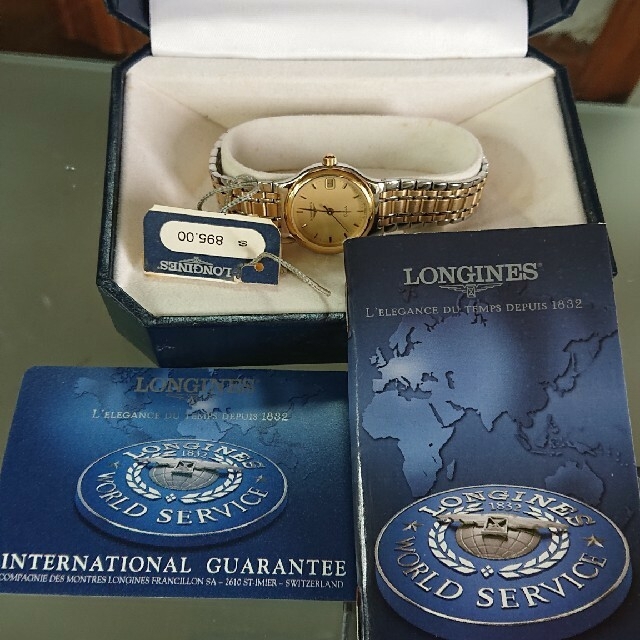 895.00
S
LONGINES
LONGINES
L'ELEGANCE DU TEMPS DEPUIS 1832
LONGINES
1832
WORLD SERVICE
INTERNATIONAL GUARANTEE
COMPAGNIE DES MONTRES LONGINES FRANCILLON SA – 2610 ST-IMIER – SWITZERLAND
LONGINES
L'ELEGANCE DU TEMPS DEPUIS 1832
LONGINES
1832
WORLD SERVICE